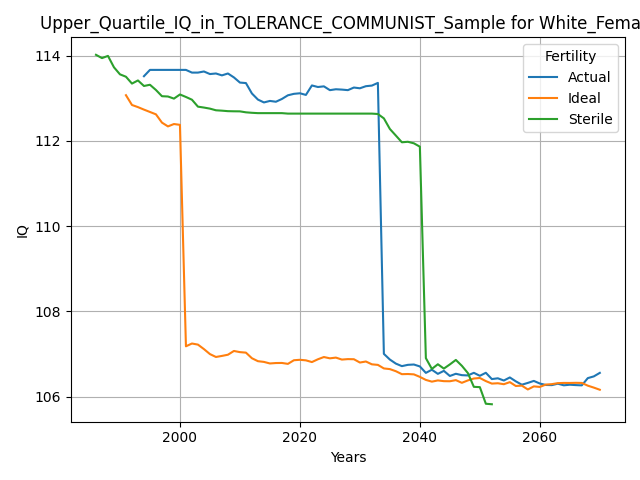 Upper_Quartile_IQ_in_TOLERANCE_COMMUNIST_Sample for White_Fema
114
112
110
108
106
IQ
2000
2020
2040
2060
Years
Fertility
Actual
Ideal
Sterile